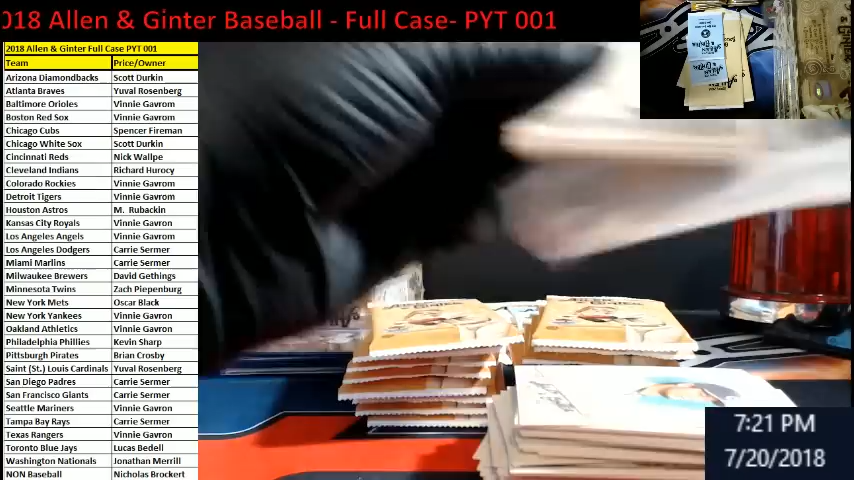 018 Allen & Ginter Baseball - Full Case- PYT 001
2018 Allen & Ginter Full Case PYT 001
Team Price/Owner
Arizona Diamondbacks Scott Durkin
Atlanta Braves Yuval Rosenberg
Baltimore Orioles Vinnie Gavrom
Boston Red Sox Vinnie Gavrom
Chicago Cubs Spencer Fireman
Chicago White Sox Scott Durkin
Cincinnati Reds Nick Wallpe
Cleveland Indians Richard Hurocy
Colorado Rockies Vinnie Gavrom
Detroit Tigers Vinnie Gavrom
Houston Astros M. Rubackin
Kansas City Royals Vinnie Gavron
Los Angeles Angels Vinnie Gavrom
Los Angeles Dodgers Carrie Sermer
Miami Marlins Carrie Sermer
Milwaukee Brewers David Gethings
Minnesota Twins Zach Piepenburg
New York Mets Oscar Black
New York Yankees Vinnie Gavron
Oakland Athletics Vinnie Gavron
Philadelphia Phillies Kevin Sharp
Pittsburgh Pirates Brian Crosby
Saint (St.) Louis Cardinals Yuval Rosenberg
San Diego Padres Carrie Sermer
San Francisco Giants Carrie Sermer
Seattle Mariners Vinnie Gavron
Tampa Bay Rays Carrie Sermer
Texas Rangers Vinnie Gavron
Toronto Blue Jays Lucas Bedell
Washington Nationals Jonathan Merrill
NON Baseball Nicholas Brockert
7:21 PM
7/20/2018